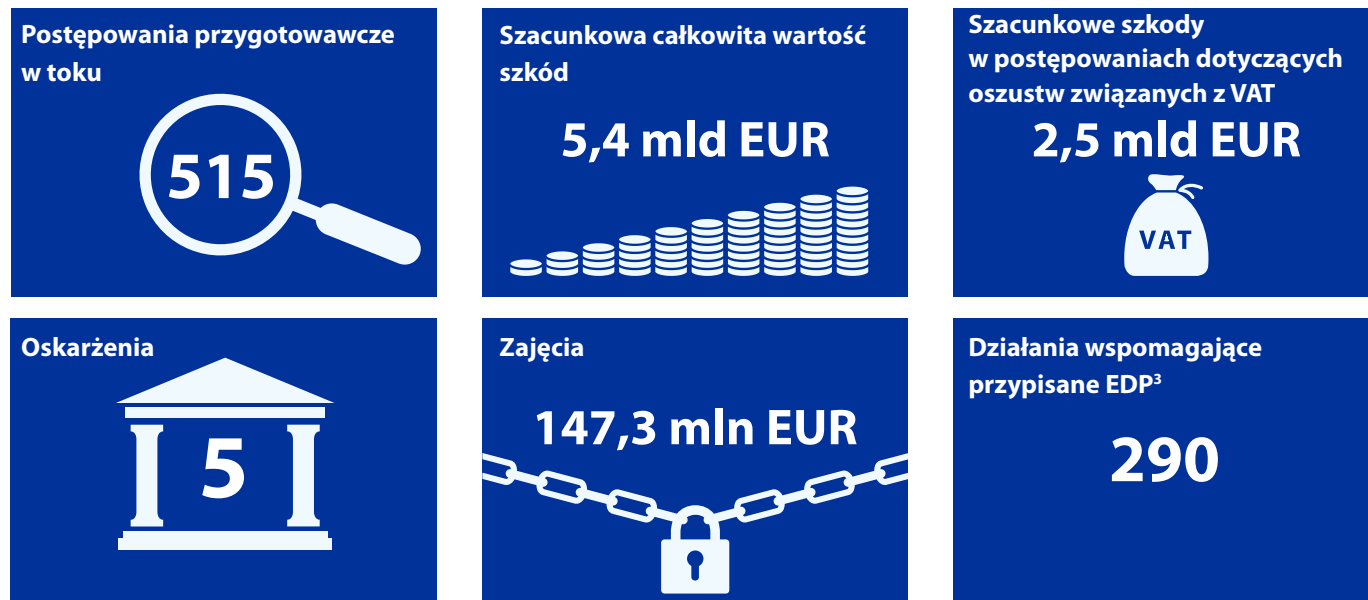 Postępowania przygotowawcze
w toku
515
Szacunkowa całkowita wartość
szkód
5,4 mld EUR
Szacunkowe szkody
w postępowaniach dotyczących
oszustw związanych z VAT
2,5 mld EUR
VAT
Oskarżenia
5
Zajęcia
147,3 mln EUR
Działania wspomagające
przypisane EDP³
290